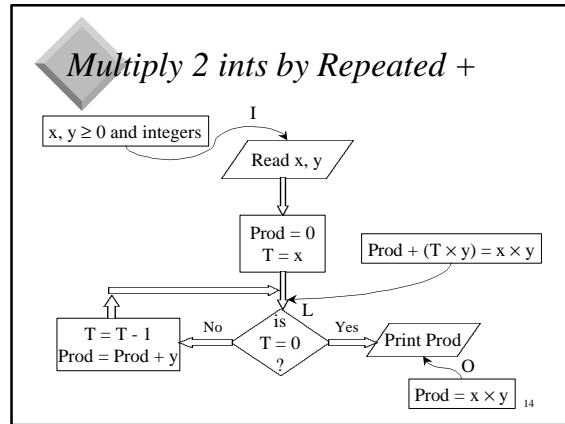 Multiply 2 ints by Repeated +
I
x, y ≥ 0 and integers
Read x, y
Prod = 0
T = x
Prod + (T × y) = x × y
L
is
T = 0
?
No
Yes
T = T - 1
Prod = Prod + y
Print Prod
O
Prod = x × y
14